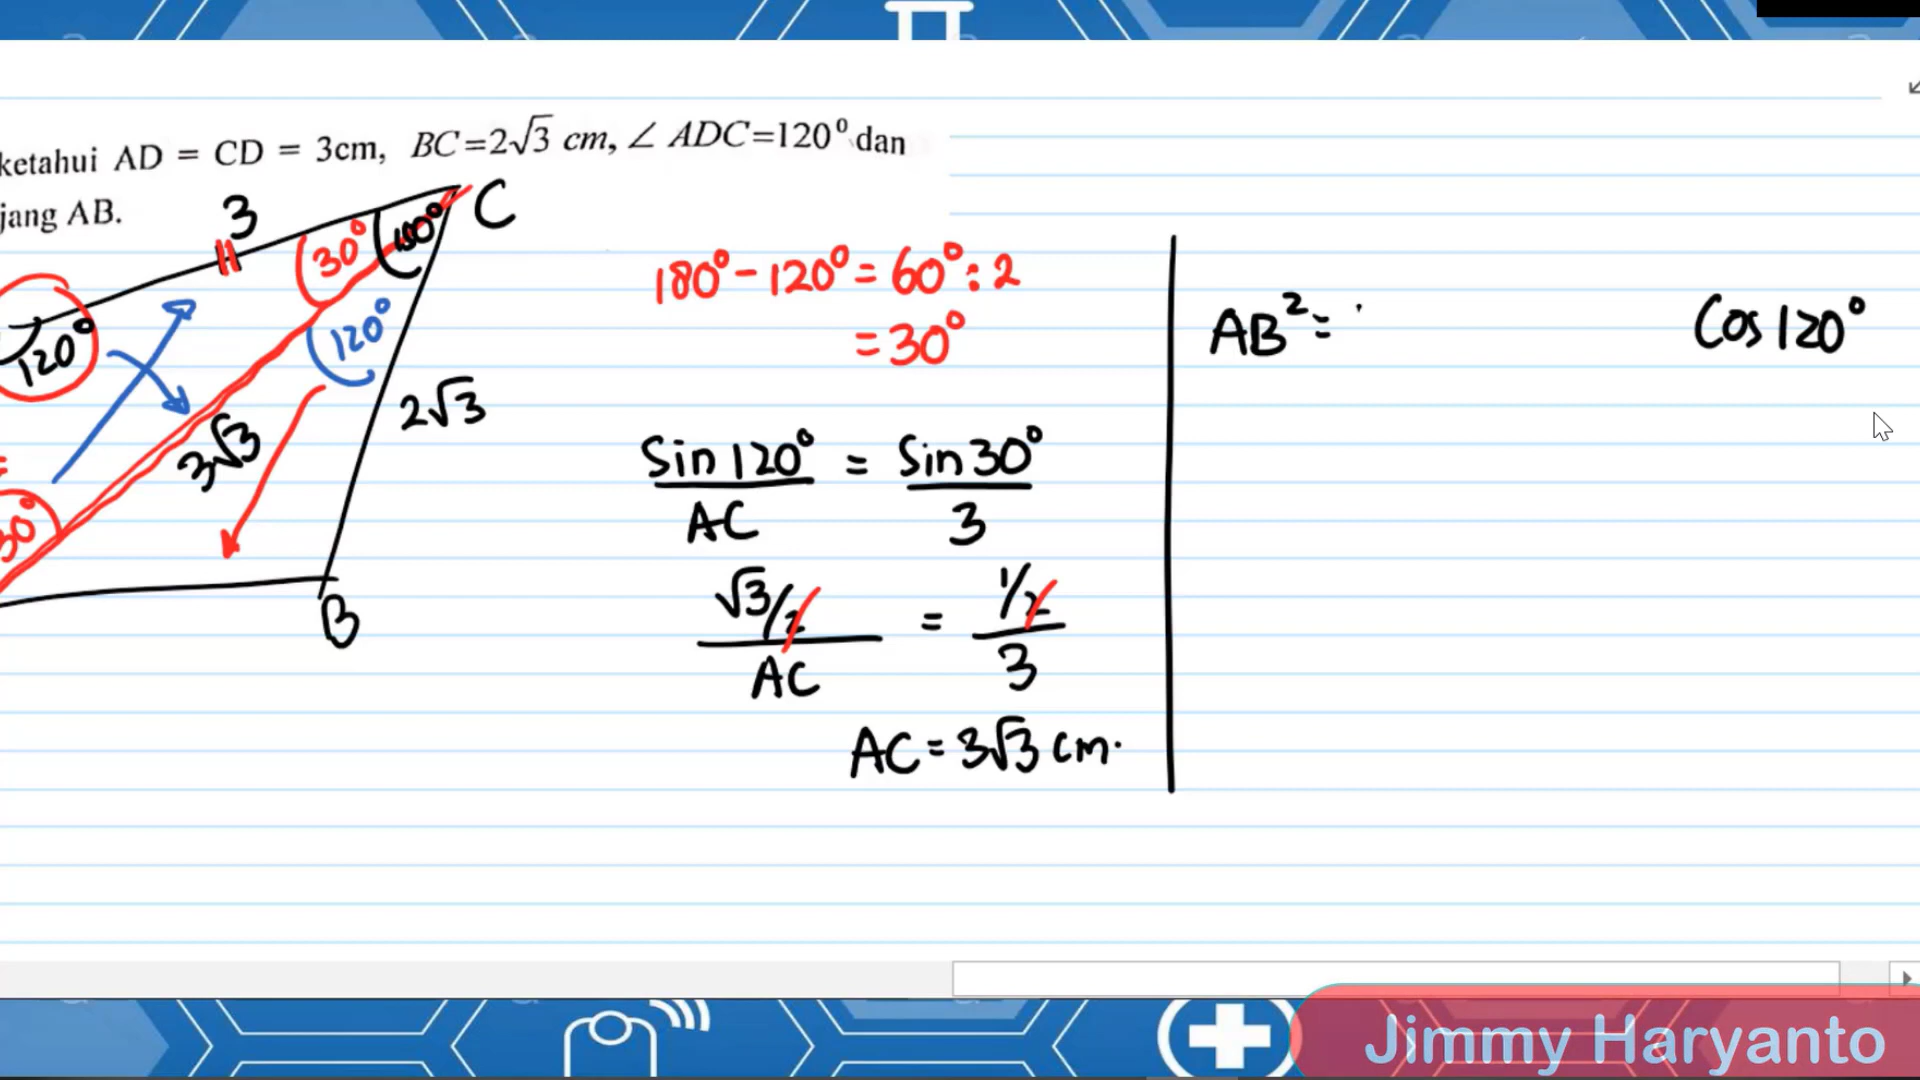 ketahui AD = CD = 3cm, BC=2√3 cm, ∠ ADC=120° dan
jang AB.
3
C
30°
120°
120°
3√3
2√3
30°
B
180° - 120° = 60° : 2
= 30°
Sin 120° / AC = Sin 30° / 3
√3/2 / AC = 1/2 / 3
AC = 3√3 cm.
AB² =
Cos 120°
Jimmy Haryanto